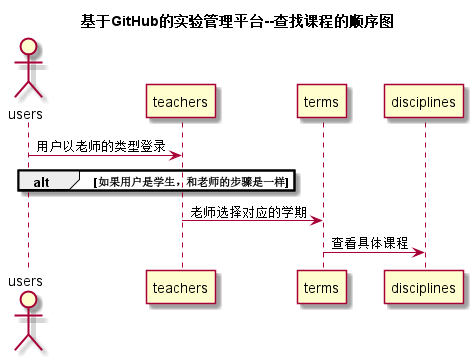 基于GitHub的实验管理平台--查找课程的顺序图
users
teachers
terms
disciplines
用户以老师的类型登录
alt
[如果用户是学生，和老师的步骤是一样]
老师选择对应的学期
查看具体课程
users
teachers
terms
disciplines